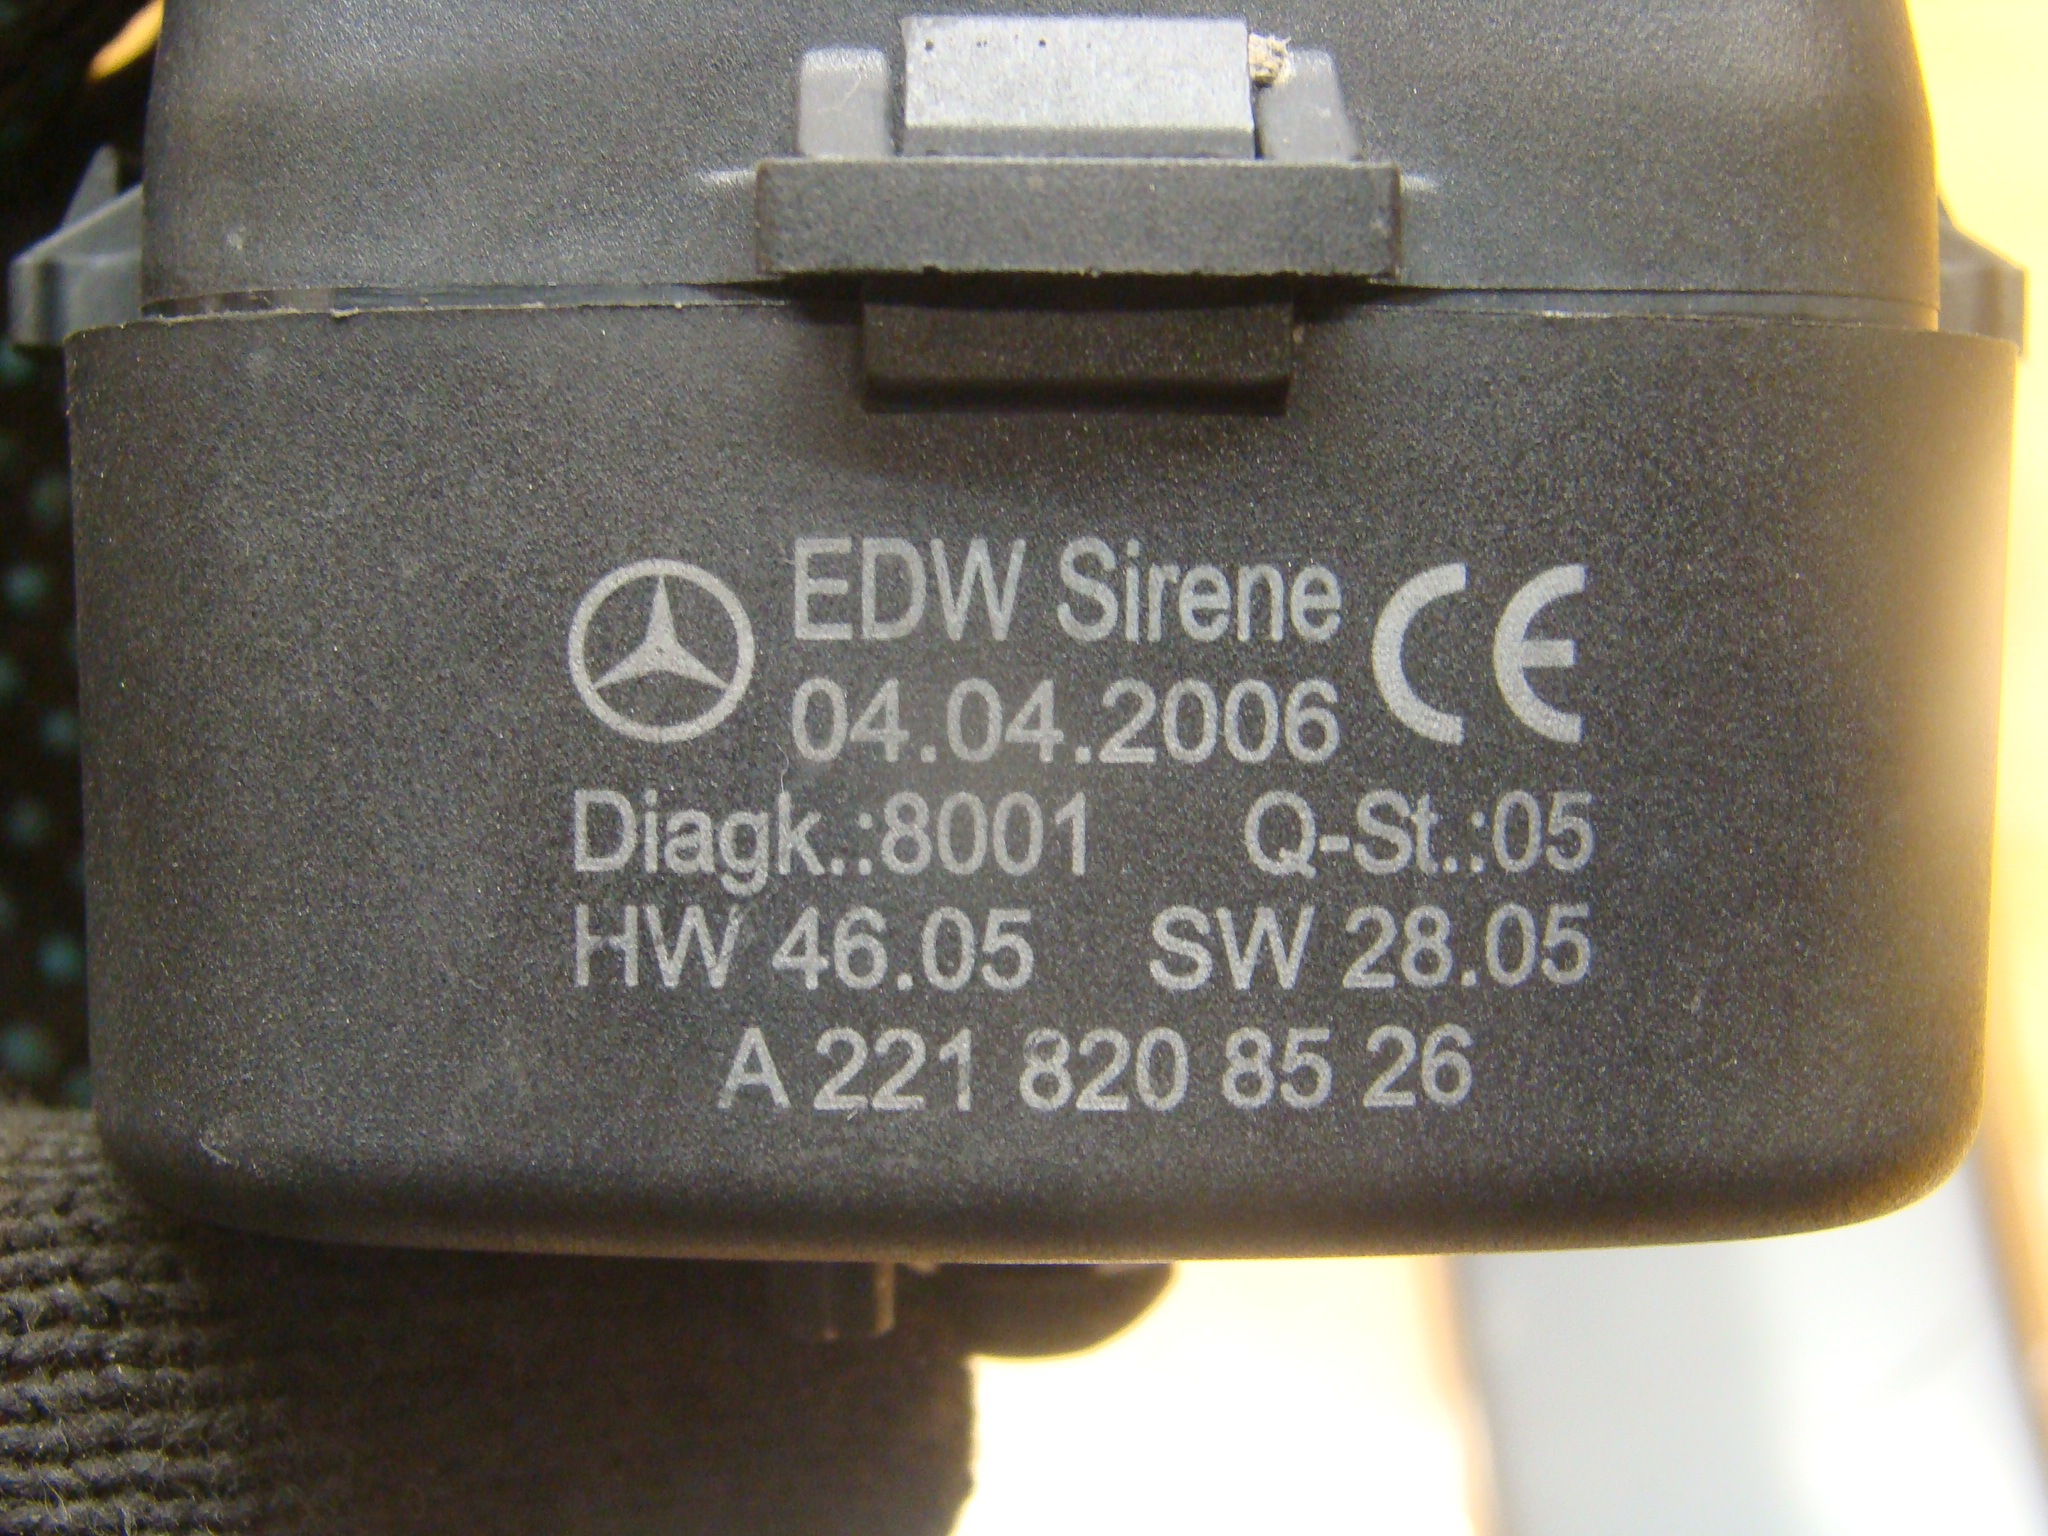 EDW Sirene CE
04.04.2006
Diagk.:8001 Q-St.:05
HW 46.05 SW 28.05
A 221 820 85 26